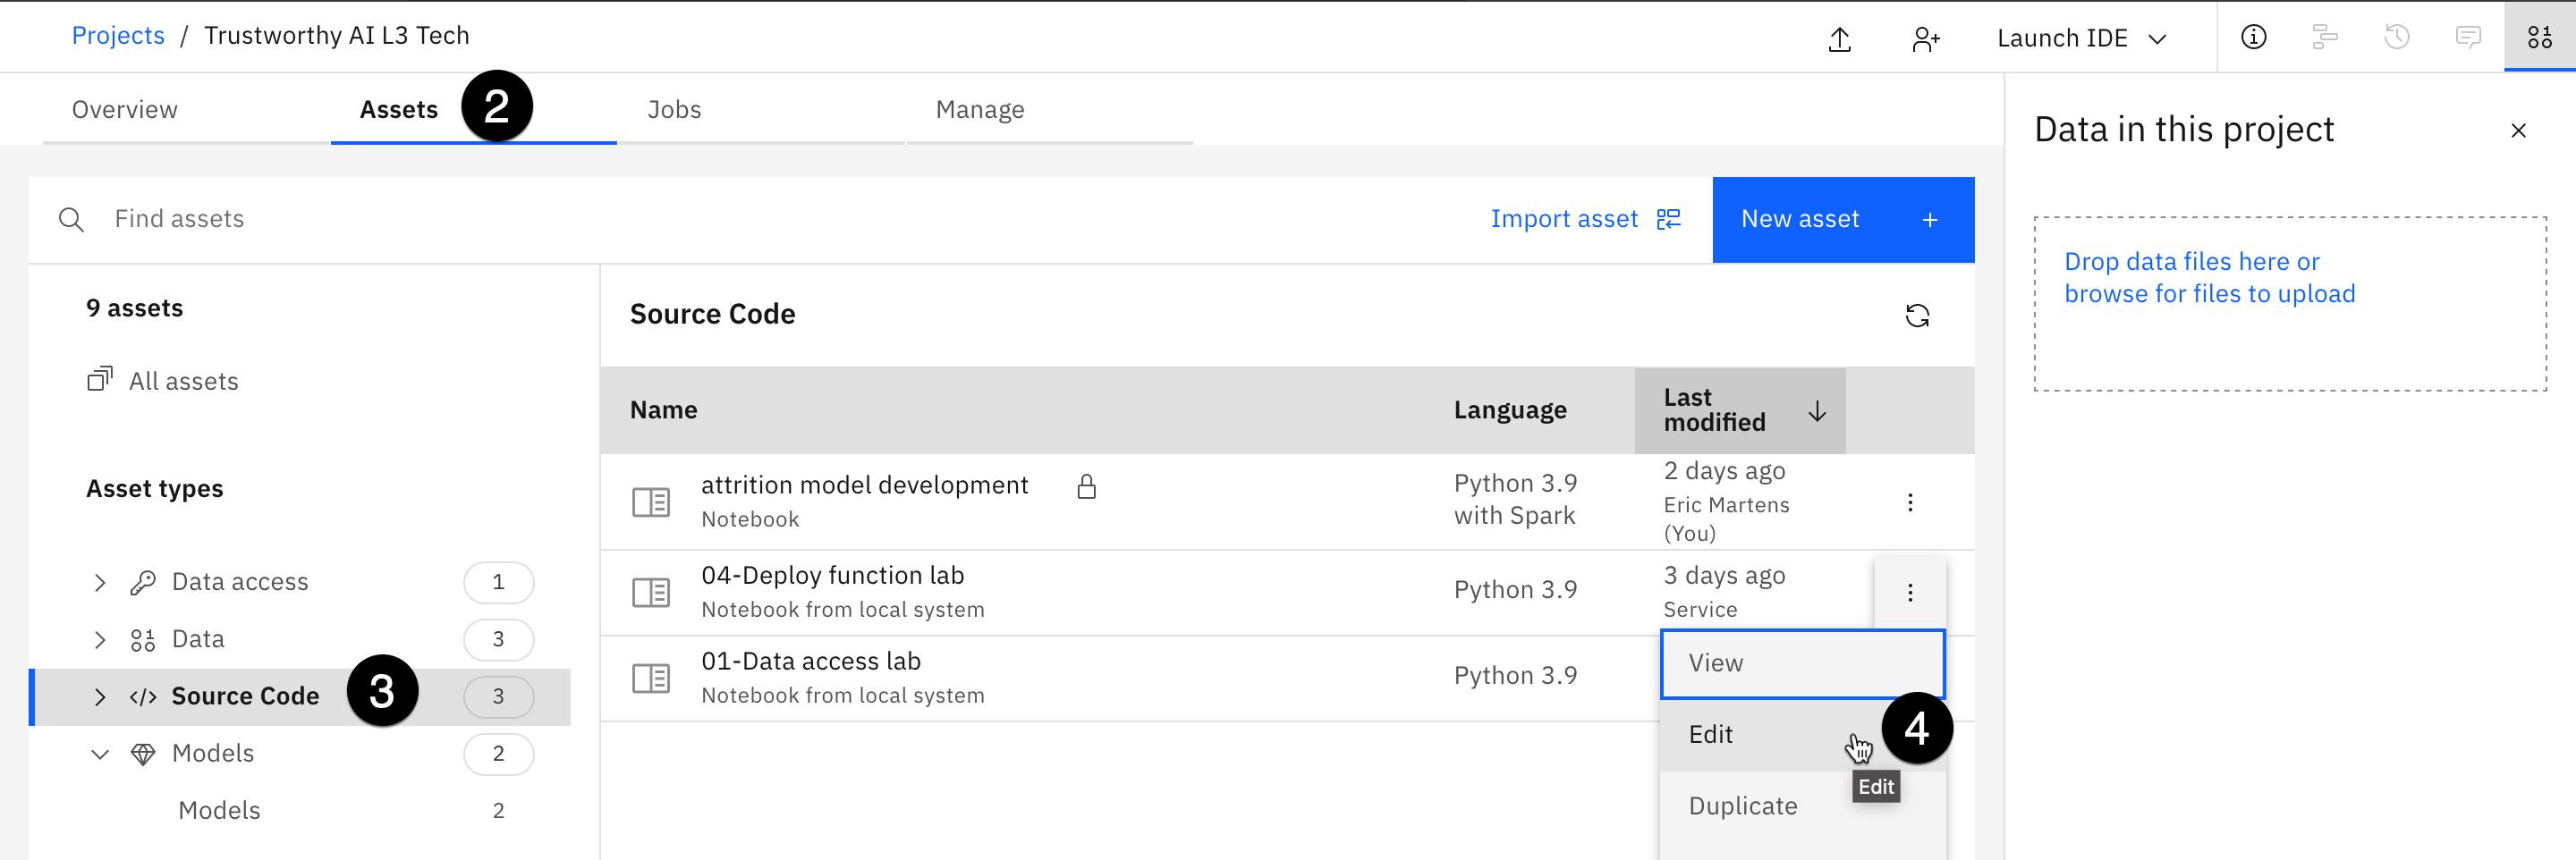 Projects / Trustworthy AI L3 Tech
Launch IDE
Overview
Assets
2
Jobs
Manage
Data in this project
Find assets
Import asset
New asset +
Drop data files here or
browse for files to upload
9 assets
All assets
Asset types
Data access 1
Data 3
</> Source Code 3 3
Models 2
Models 2
Source Code
Name
Language
Last
modified
attrition model development
Notebook
Python 3.9
with Spark
2 days ago
Eric Martens
(You)
04-Deploy function lab
Notebook from local system
Python 3.9
3 days ago
Service
01-Data access lab
Notebook from local system
Python 3.9
View
Edit
4
Edit
Duplicate